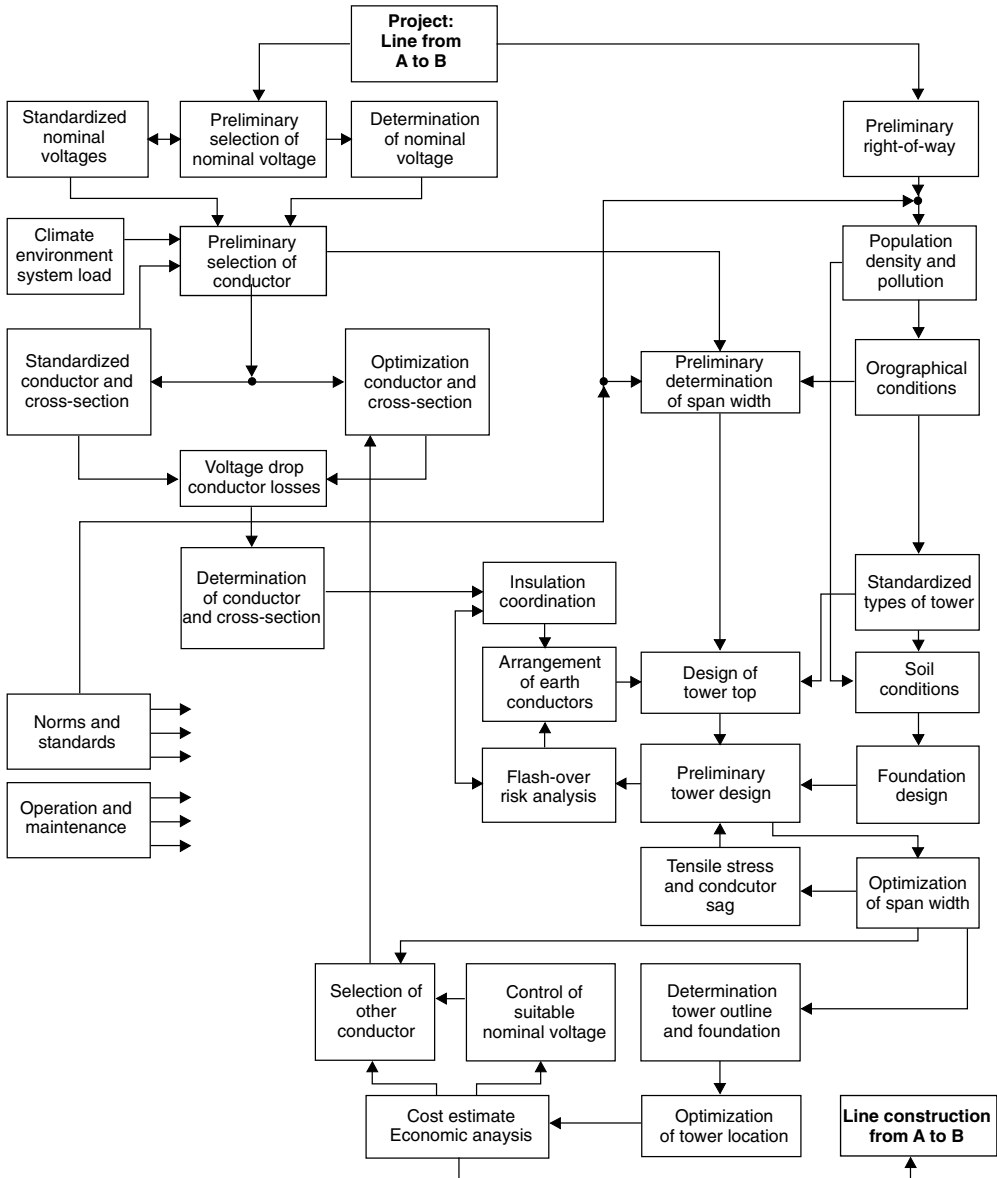 Project:
Line from
A to B
Standardized
nominal
voltages
Preliminary
selection of
nominal voltage
Determination
of nominal
voltage
Preliminary
right-of-way
Climate
environment
system load
Preliminary
selection of
conductor
Population
density and
pollution
Standardized
conductor and
cross-section
Optimization
conductor and
cross-section
Preliminary
determination
of span width
Orographical
conditions
Voltage drop
conductor losses
Determination
of conductor
and cross-section
Insulation
coordination
Standardized
types of tower
Arrangement
of earth
conductors
Design of
tower top
Soil
conditions
Norms and
standards
Flash-over
risk analysis
Preliminary
tower design
Foundation
design
Operation and
maintenance
Tensile stress
and condcutor
sag
Optimization
of span width
Selection of
other
conductor
Control of
suitable
nominal voltage
Determination
tower outline
and foundation
Cost estimate
Economic anaysis
Optimization
of tower location
Line construction
from A to B